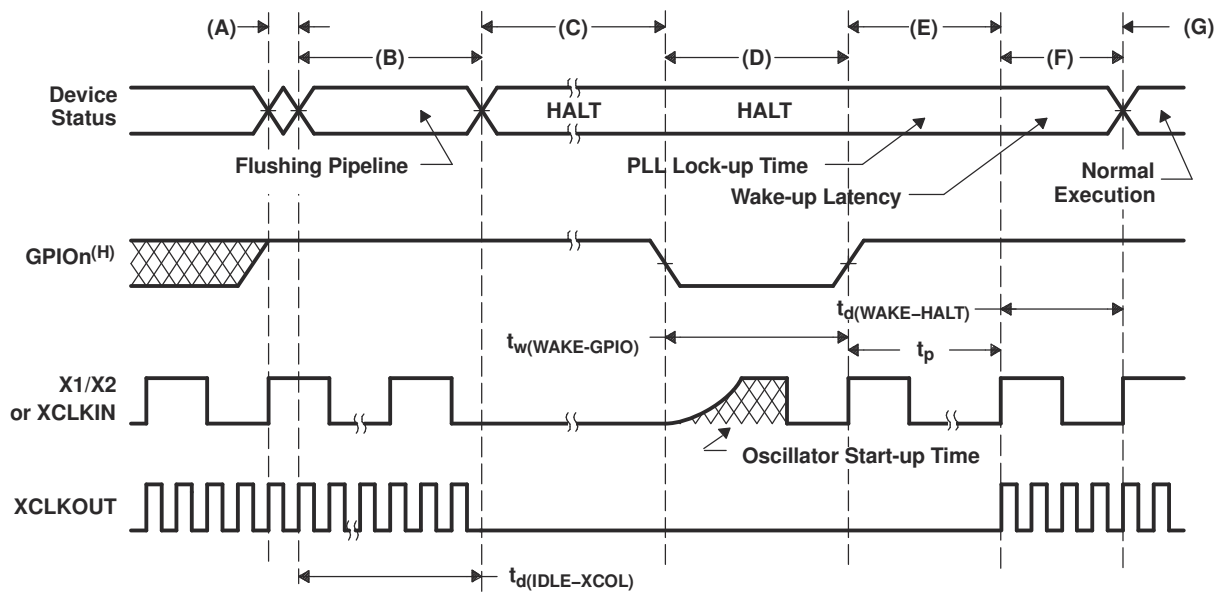 (A)
(C)
(E)
(G)
(B)
(D)
(F)
Device
Status
HALT
HALT
Flushing Pipeline
PLL Lock-up Time
Wake-up Latency
Normal
Execution
GPIOn(H)
td(WAKE−HALT)
tw(WAKE-GPIO)
tp
X1/X2
or XCLKIN
Oscillator Start-up Time
XCLKOUT
td(IDLE−XCOL)